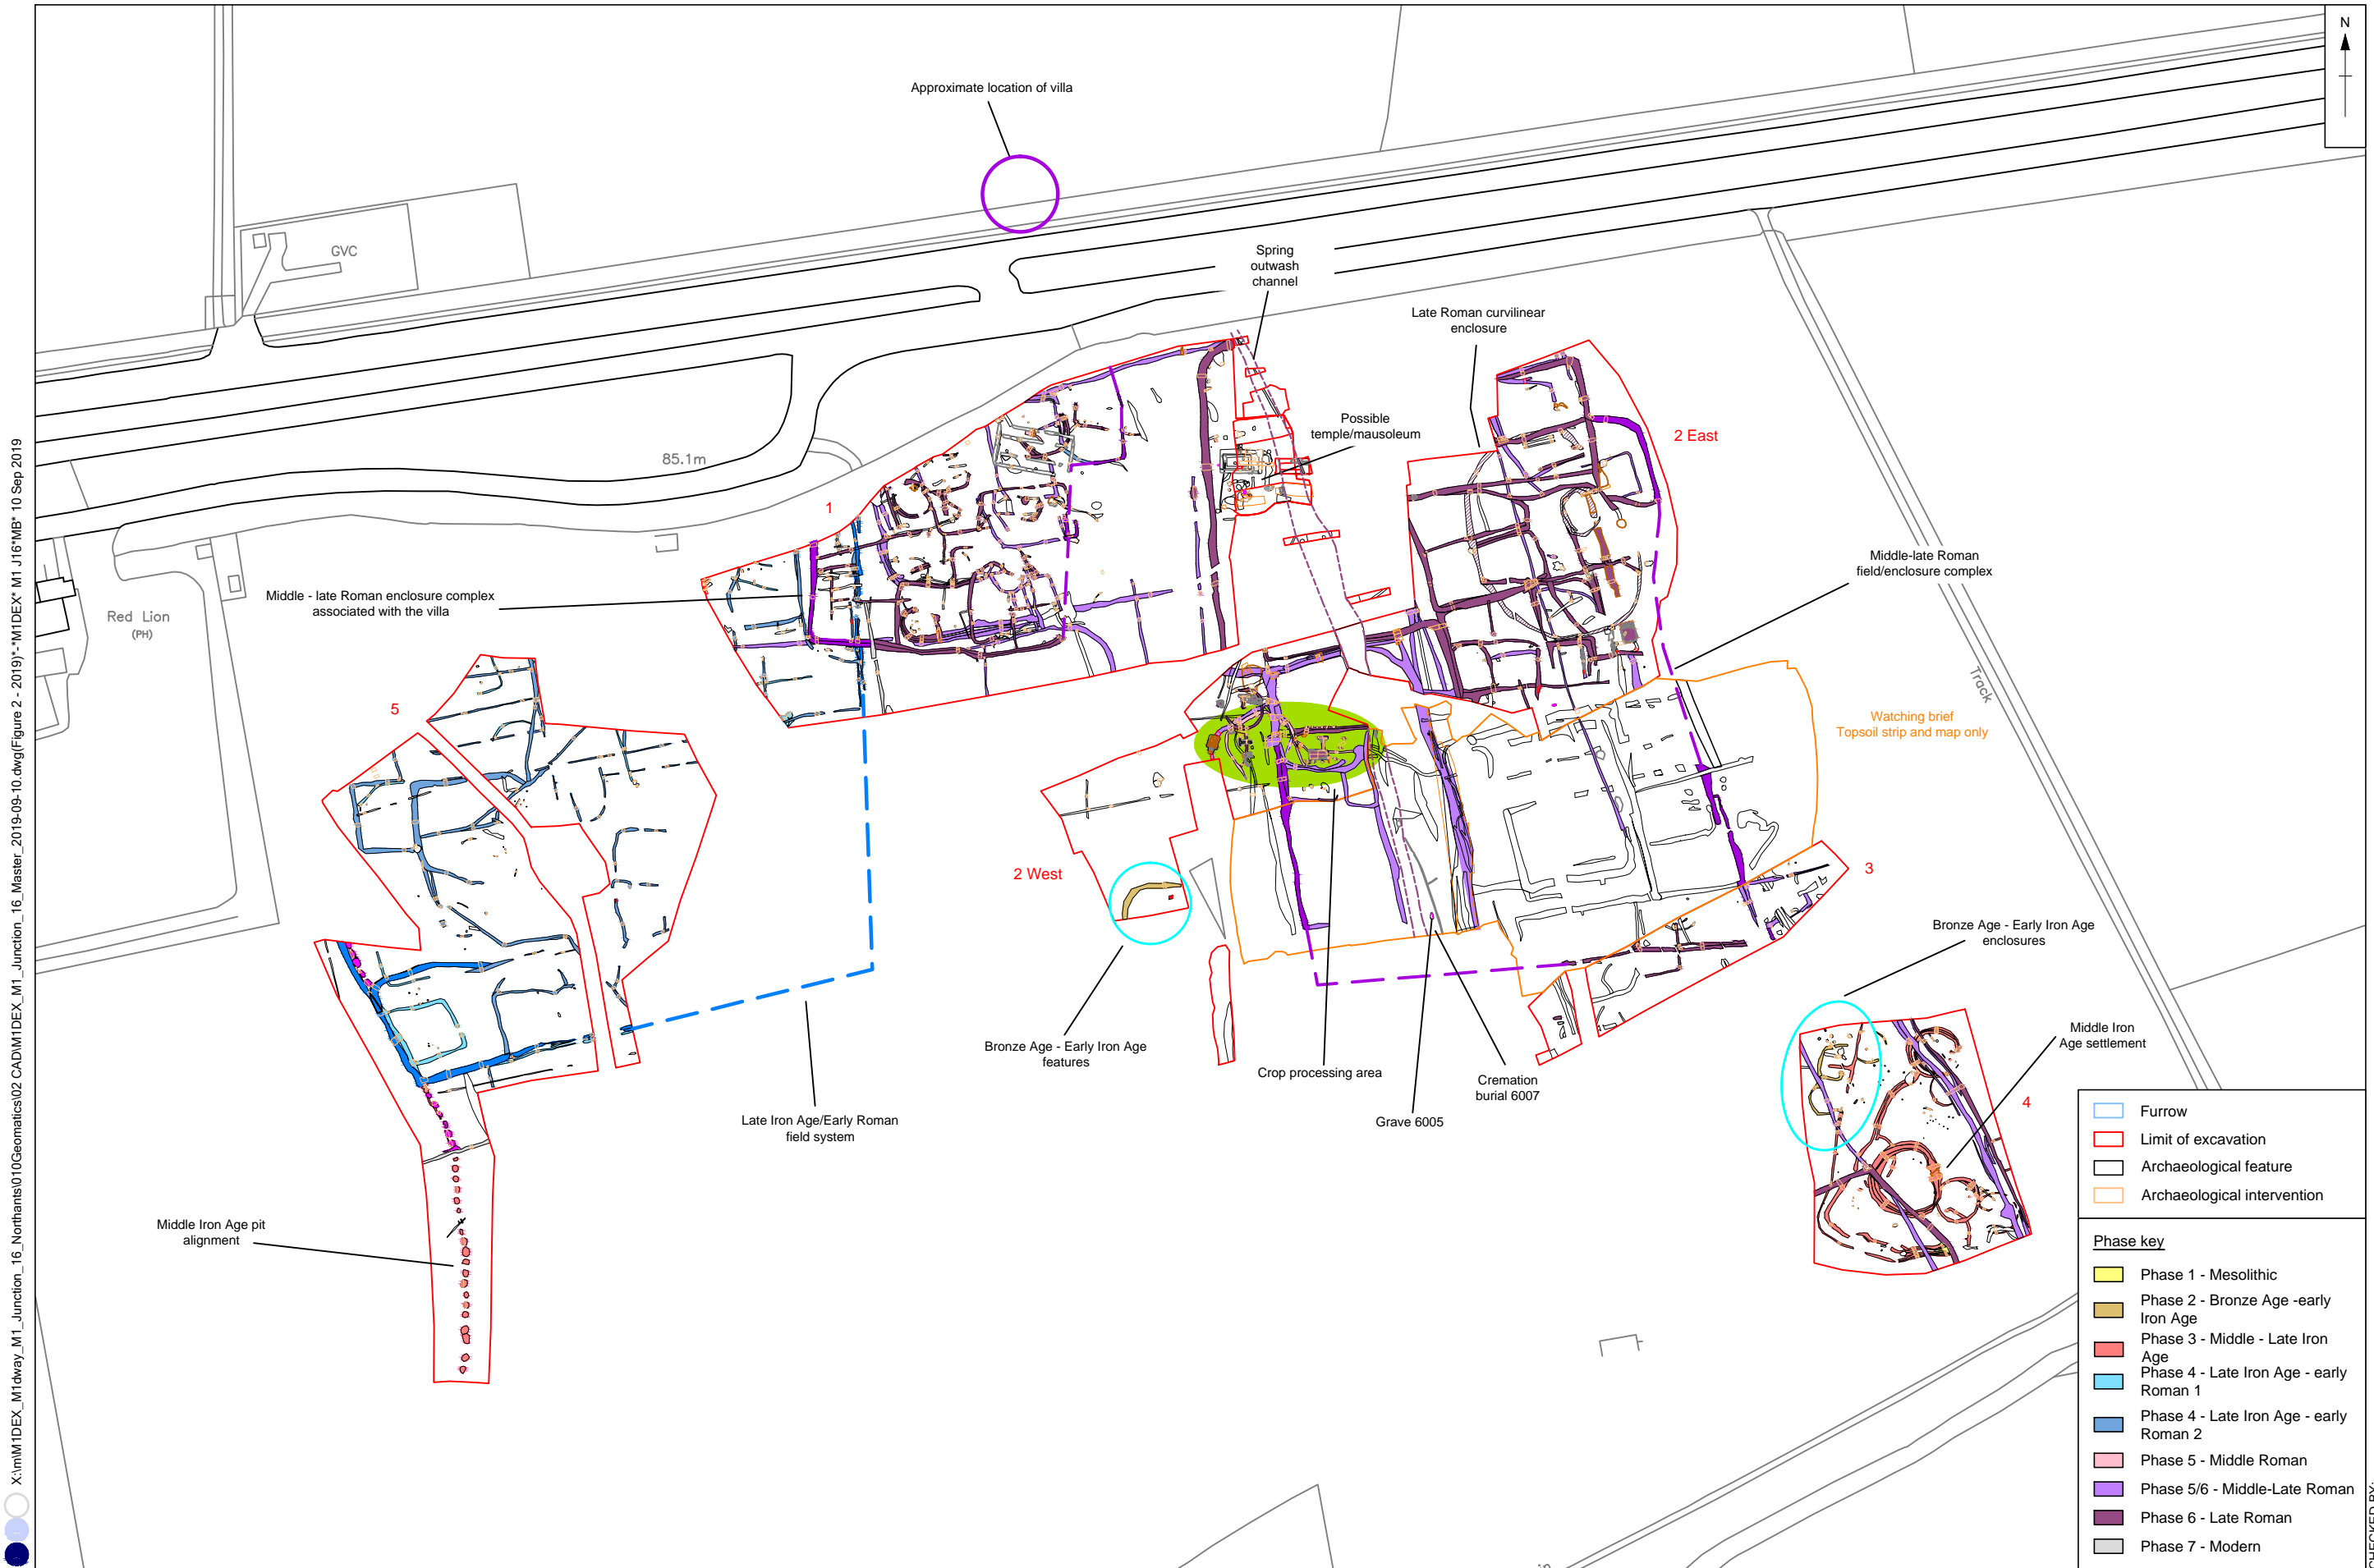 Approximate location of villa
N
GVC
Spring
outwash
channel
Late Roman curvilinear
enclosure
Possible
temple/mausoleum
2 East
85.1m
1
Middle-late Roman
field/enclosure complex
Middle - late Roman enclosure complex
associated with the villa
Red Lion
(PH)
Track
5
Watching brief
Topsoil strip and map only
2 West
3
Bronze Age - Early Iron Age
enclosures
Middle Iron
Age settlement
Bronze Age - Early Iron Age
features
Crop processing area
Cremation
burial 6007
Grave 6005
Late Iron Age/Early Roman
field system
4
Middle Iron Age pit
alignment
Furrow
Limit of excavation
Archaeological feature
Archaeological intervention
Phase key
Phase 1 - Mesolithic
Phase 2 - Bronze Age -early
Iron Age
Phase 3 - Middle - Late Iron
Age
Phase 4 - Late Iron Age - early
Roman 1
Phase 4 - Late Iron Age - early
Roman 2
Phase 5 - Middle Roman
Phase 5/6 - Middle-Late Roman
Phase 6 - Late Roman
Phase 7 - Modern
X:\m\M1DEX_M1dway_M1_Junction_16_Northants\010Geomatics\02 CAD\M1DEX_M1_Junction_16_Master_2019-09-10.dwg(Figure 2 - 2019)*-*M1DEX* M1 J16*MB* 10 Sep 2019